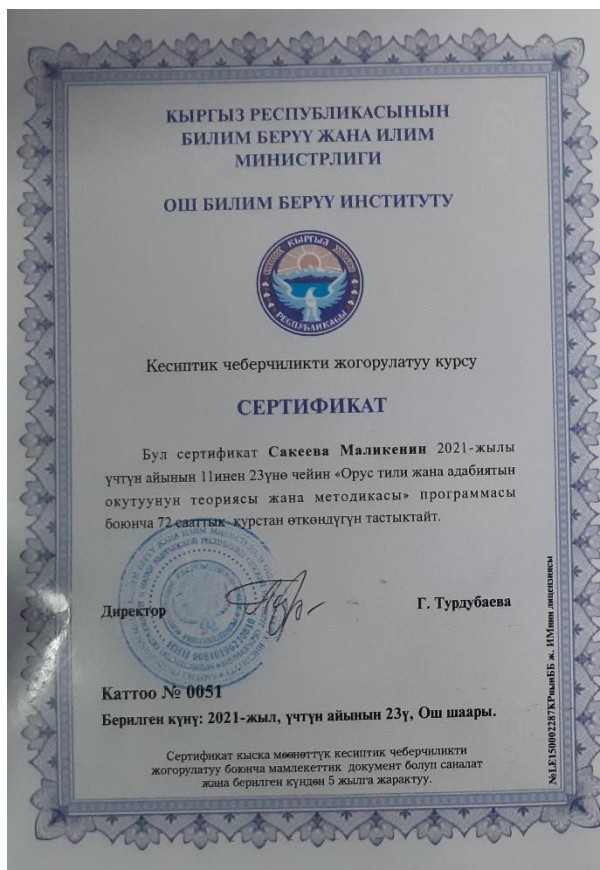 КЫРГЫЗ РЕСПУБЛИКАСЫНЫН
БИЛИМ БЕРҮҮ ЖАНА ИЛИМ
МИНИСТРЛИГИ
ОШ БИЛИМ БЕРҮҮ ИНСТИТУТУ
КЫРГЫЗ
РЕСПУБЛИКАСЫ
Кесиптик чеберчиликти жогорулатуу курсу
СЕРТИФИКАТ
Бул сертификат Сакеева Маликенин 2021-жылы
үчтүн айынын 11инен 23үнө чейин «Орус тили жана адабиятын
окутуунун теориясы жана методикасы» программасы
боюнча 72 сааттык курстан өткөндүгүн тастыктайт.
Директор
Г. Турдубаева
Каттоо № 0051
Берилген күнү: 2021-жыл, үчтүн айынын 23ү, Ош шаары.
Сертификат кыска мөөнөттүк кесиптик чеберчиликти
жогорулатуу боюнча мамлекеттик документ болуп саналат
жана берилген күндөн 5 жылга жарактуу.
№LE150002287КРнынББ ж. ИМнин лицензиясы